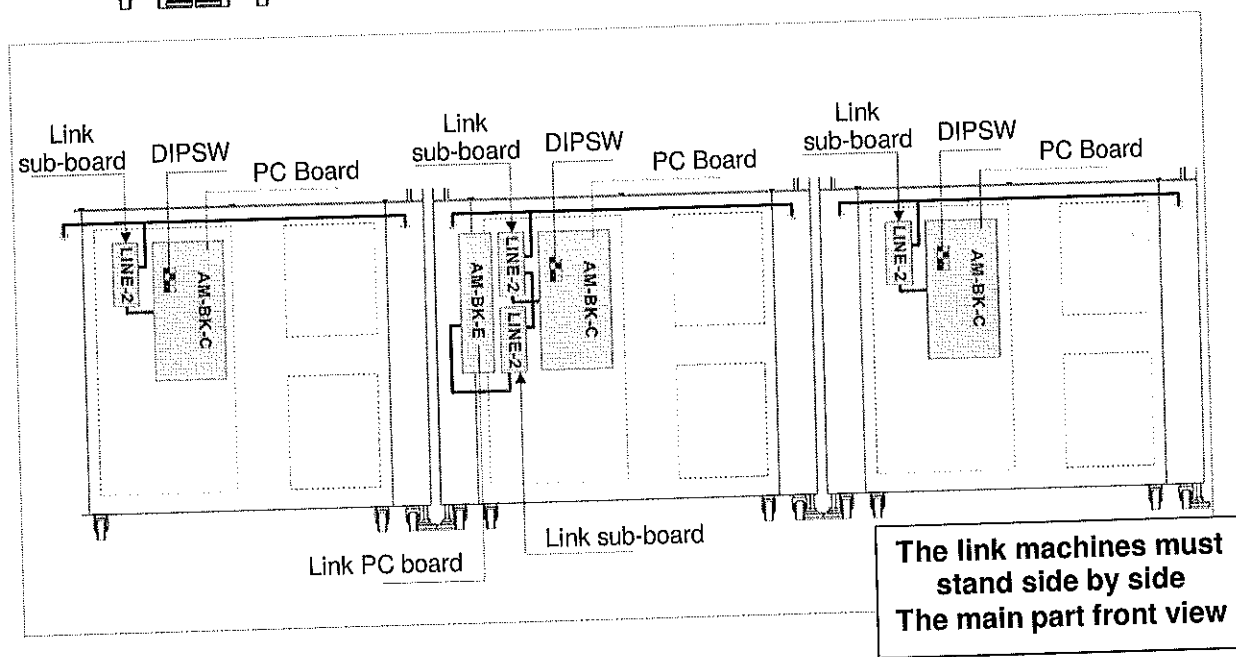 Link
sub-board
DIPSW
PC Board
LINE-2
AM-BK-C
Link
sub-board
DIPSW
PC Board
AM-BK-E
LINE-2
LINE-2
AM-BK-C
Link
sub-board
DIPSW
PC Board
LINE-2
AM-BK-C
Link PC board
Link sub-board
The link machines must
stand side by side
The main part front view